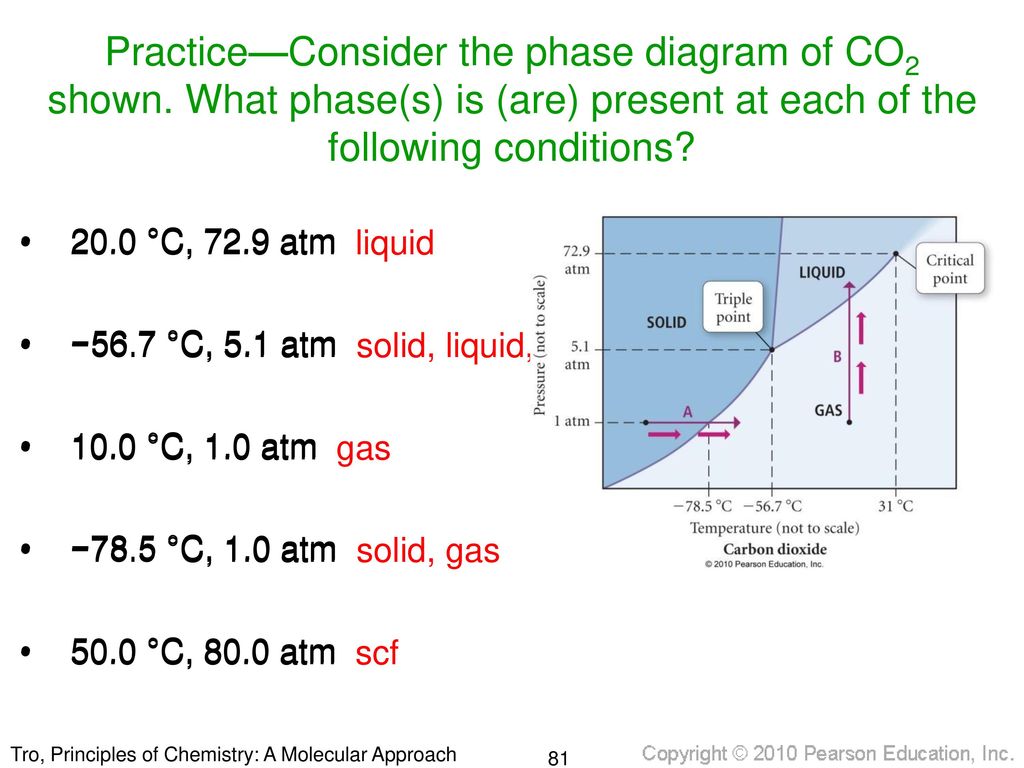 Practice—Consider the phase diagram of CO2
shown. What phase(s) is (are) present at each of the
following conditions?
• 20.0 °C, 72.9 atm liquid
• −56.7 °C, 5.1 atm solid, liquid,
• 10.0 °C, 1.0 atm gas
• −78.5 °C, 1.0 atm solid, gas
• 50.0 °C, 80.0 atm scf
Pressure (not to scale)
72.9
atm
5.1
atm
1 atm
SOLID
LIQUID
GAS
Triple
point
Critical
point
A
B
−78.5 °C −56.7 °C 31 °C
Temperature (not to scale)
Carbon dioxide
© 2010 Pearson Education, Inc.
Tro, Principles of Chemistry: A Molecular Approach
81
Copyright © 2010 Pearson Education, Inc.